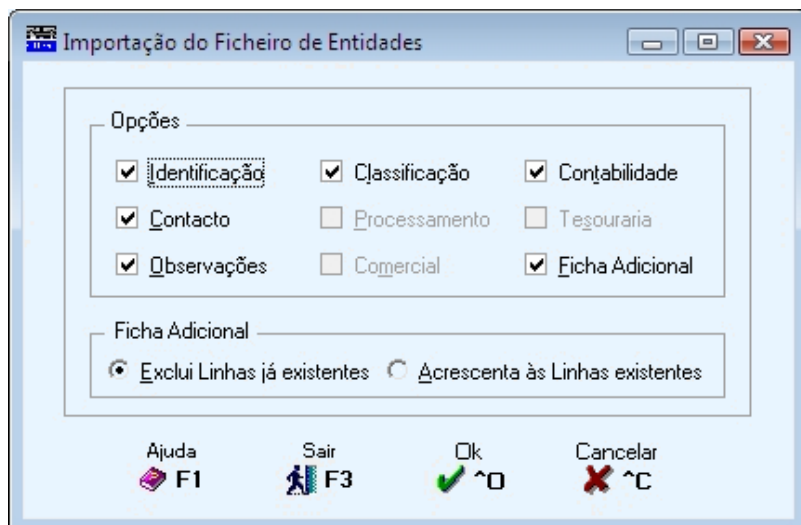 Importação do Ficheiro de Entidades
Opções
Identificação Classificação Contabilidade
Contacto Processamento Tesouraria
Observações Comercial Ficha Adicional
Ficha Adicional
Exclui Linhas já existentes Acrescenta às Linhas existentes
Ajuda Sair Ok Cancelar
F1 F3 ^O ^C